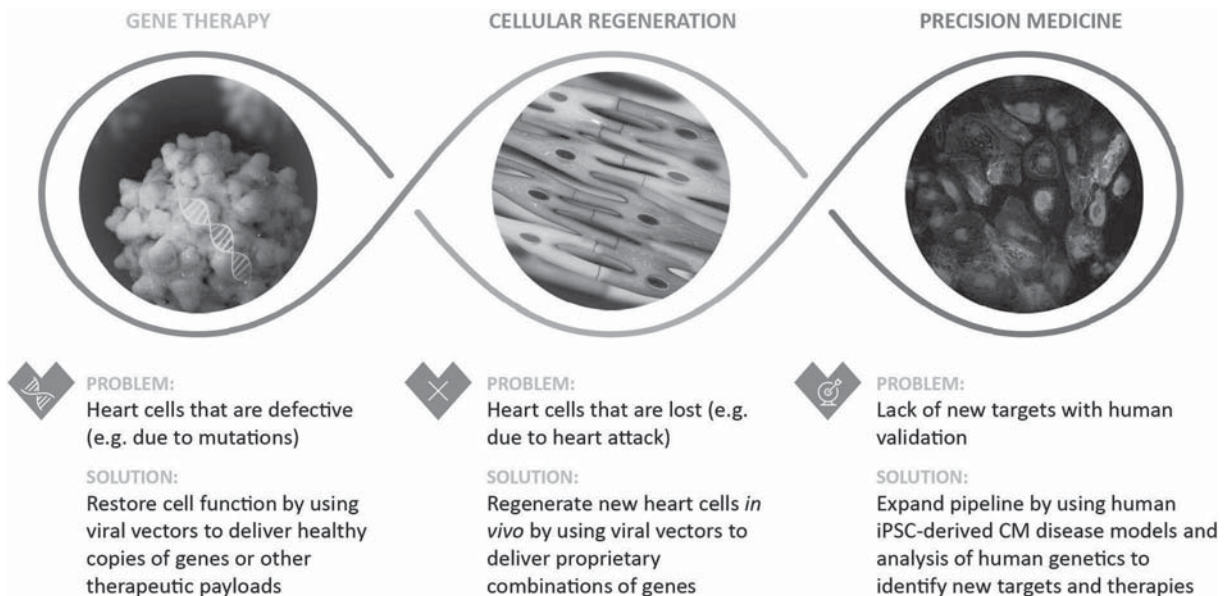 GENE THERAPY
CELLULAR REGENERATION
PRECISION MEDICINE
PROBLEM:
Heart cells that are defective
(e.g. due to mutations)
SOLUTION:
Restore cell function by using
viral vectors to deliver healthy
copies of genes or other
therapeutic payloads
PROBLEM:
Heart cells that are lost (e.g.
due to heart attack)
SOLUTION:
Regenerate new heart cells in
vivo by using viral vectors to
deliver proprietary
combinations of genes
PROBLEM:
Lack of new targets with human
validation
SOLUTION:
Expand pipeline by using human
iPSC-derived CM disease models and
analysis of human genetics to
identify new targets and therapies